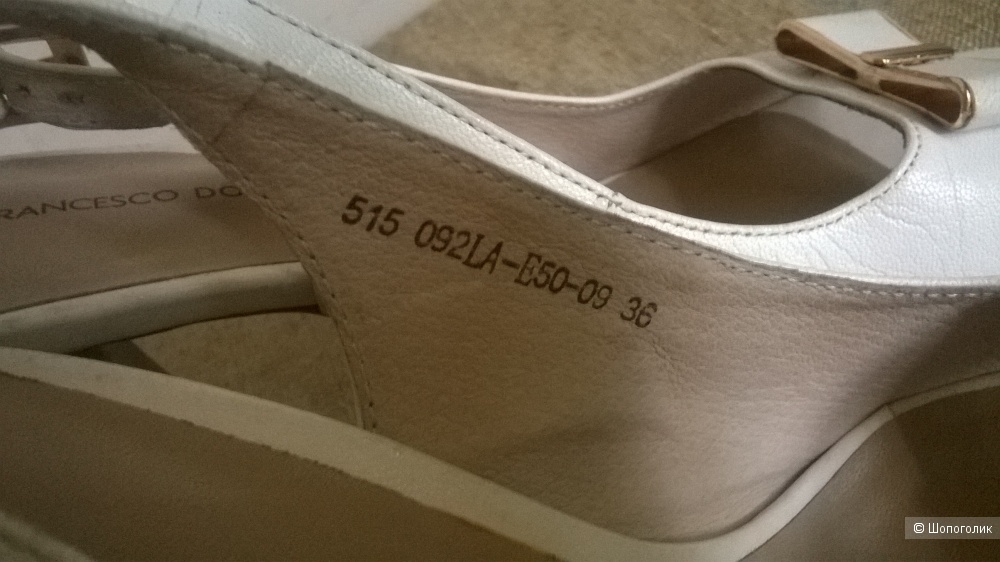 RANCESCO DO
515 092LA-E50-09 36
© Шопоголик